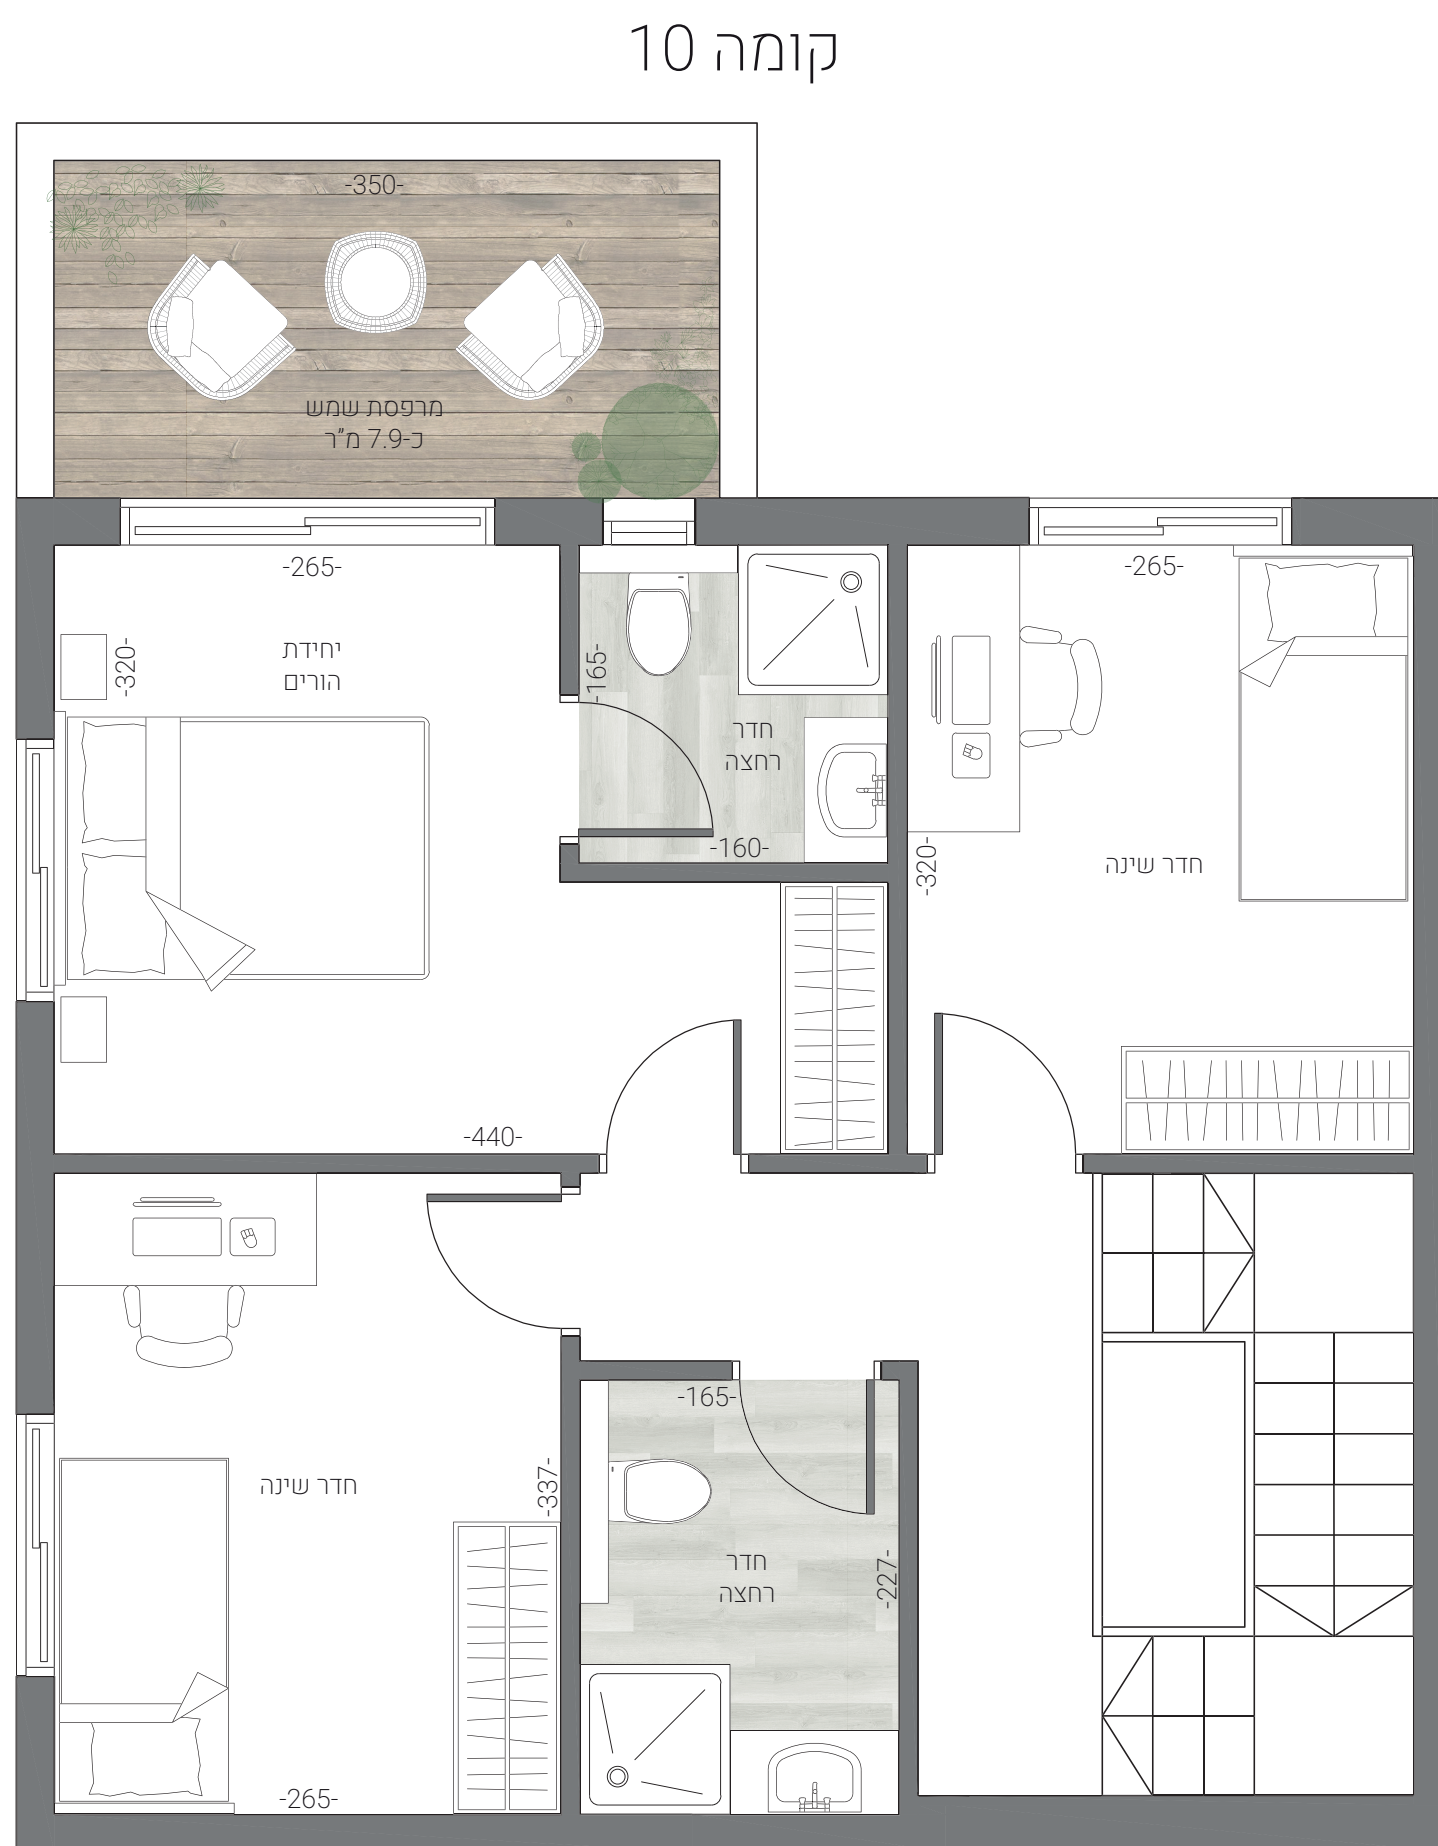 קומה 10
-350-
מרפסת שמש
כ-7.9 מ"ר
-265-
-265-
יחידת
הורים
-320-
-165-
חדר
רחצה
-160-
-320-
חדר שינה
-440-
-165-
חדר שינה
-337-
חדר
רחצה
-227-
-265-